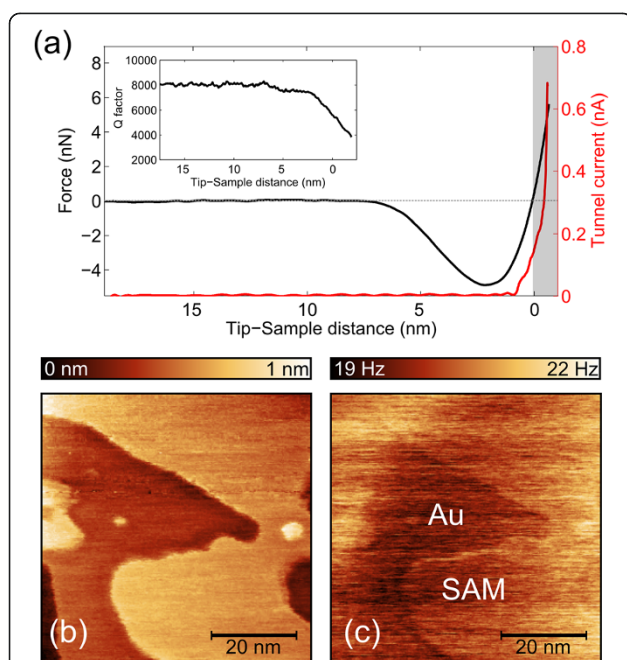 (a)
Force (nN)
8
6
4
2
0
−2
−4
15
10
5
0
Tip−Sample distance (nm)
0.8
0.6
0.4
0.2
0
Tunnel current (nA)
Q factor
10000
8000
6000
4000
2000
15
10
5
0
Tip−Sample distance (nm)
0 nm 1 nm
19 Hz 22 Hz
(b)
20 nm
Au
SAM
(c)
20 nm